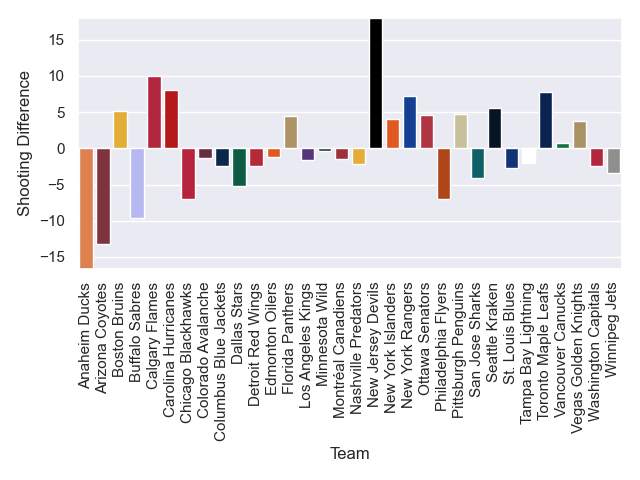 15
10
5
0
−5
−10
−15
Shooting Difference
Anaheim Ducks
Arizona Coyotes
Boston Bruins
Buffalo Sabres
Calgary Flames
Carolina Hurricanes
Chicago Blackhawks
Colorado Avalanche
Columbus Blue Jackets
Dallas Stars
Detroit Red Wings
Edmonton Oilers
Florida Panthers
Los Angeles Kings
Minnesota Wild
Montréal Canadiens
Nashville Predators
New Jersey Devils
New York Islanders
New York Rangers
Ottawa Senators
Philadelphia Flyers
Pittsburgh Penguins
San Jose Sharks
Seattle Kraken
St. Louis Blues
Tampa Bay Lightning
Toronto Maple Leafs
Vancouver Canucks
Vegas Golden Knights
Washington Capitals
Winnipeg Jets
Team